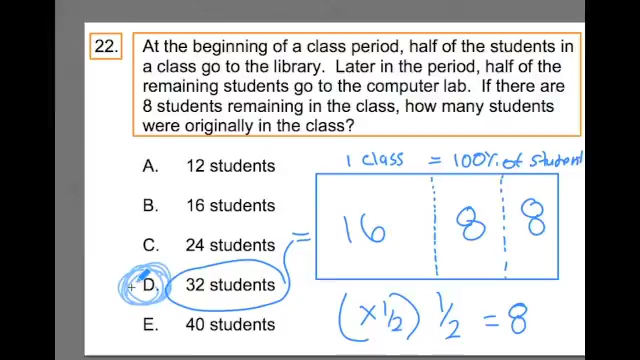 22. At the beginning of a class period, half of the students in
a class go to the library. Later in the period, half of the
remaining students go to the computer lab. If there are
8 students remaining in the class, how many students
were originally in the class?
1 class = 100% of student
A. 12 students
B. 16 students
C. 24 students
D. 32 students
E. 40 students
= 16 8 8
(x 1/2) 1/2 = 8